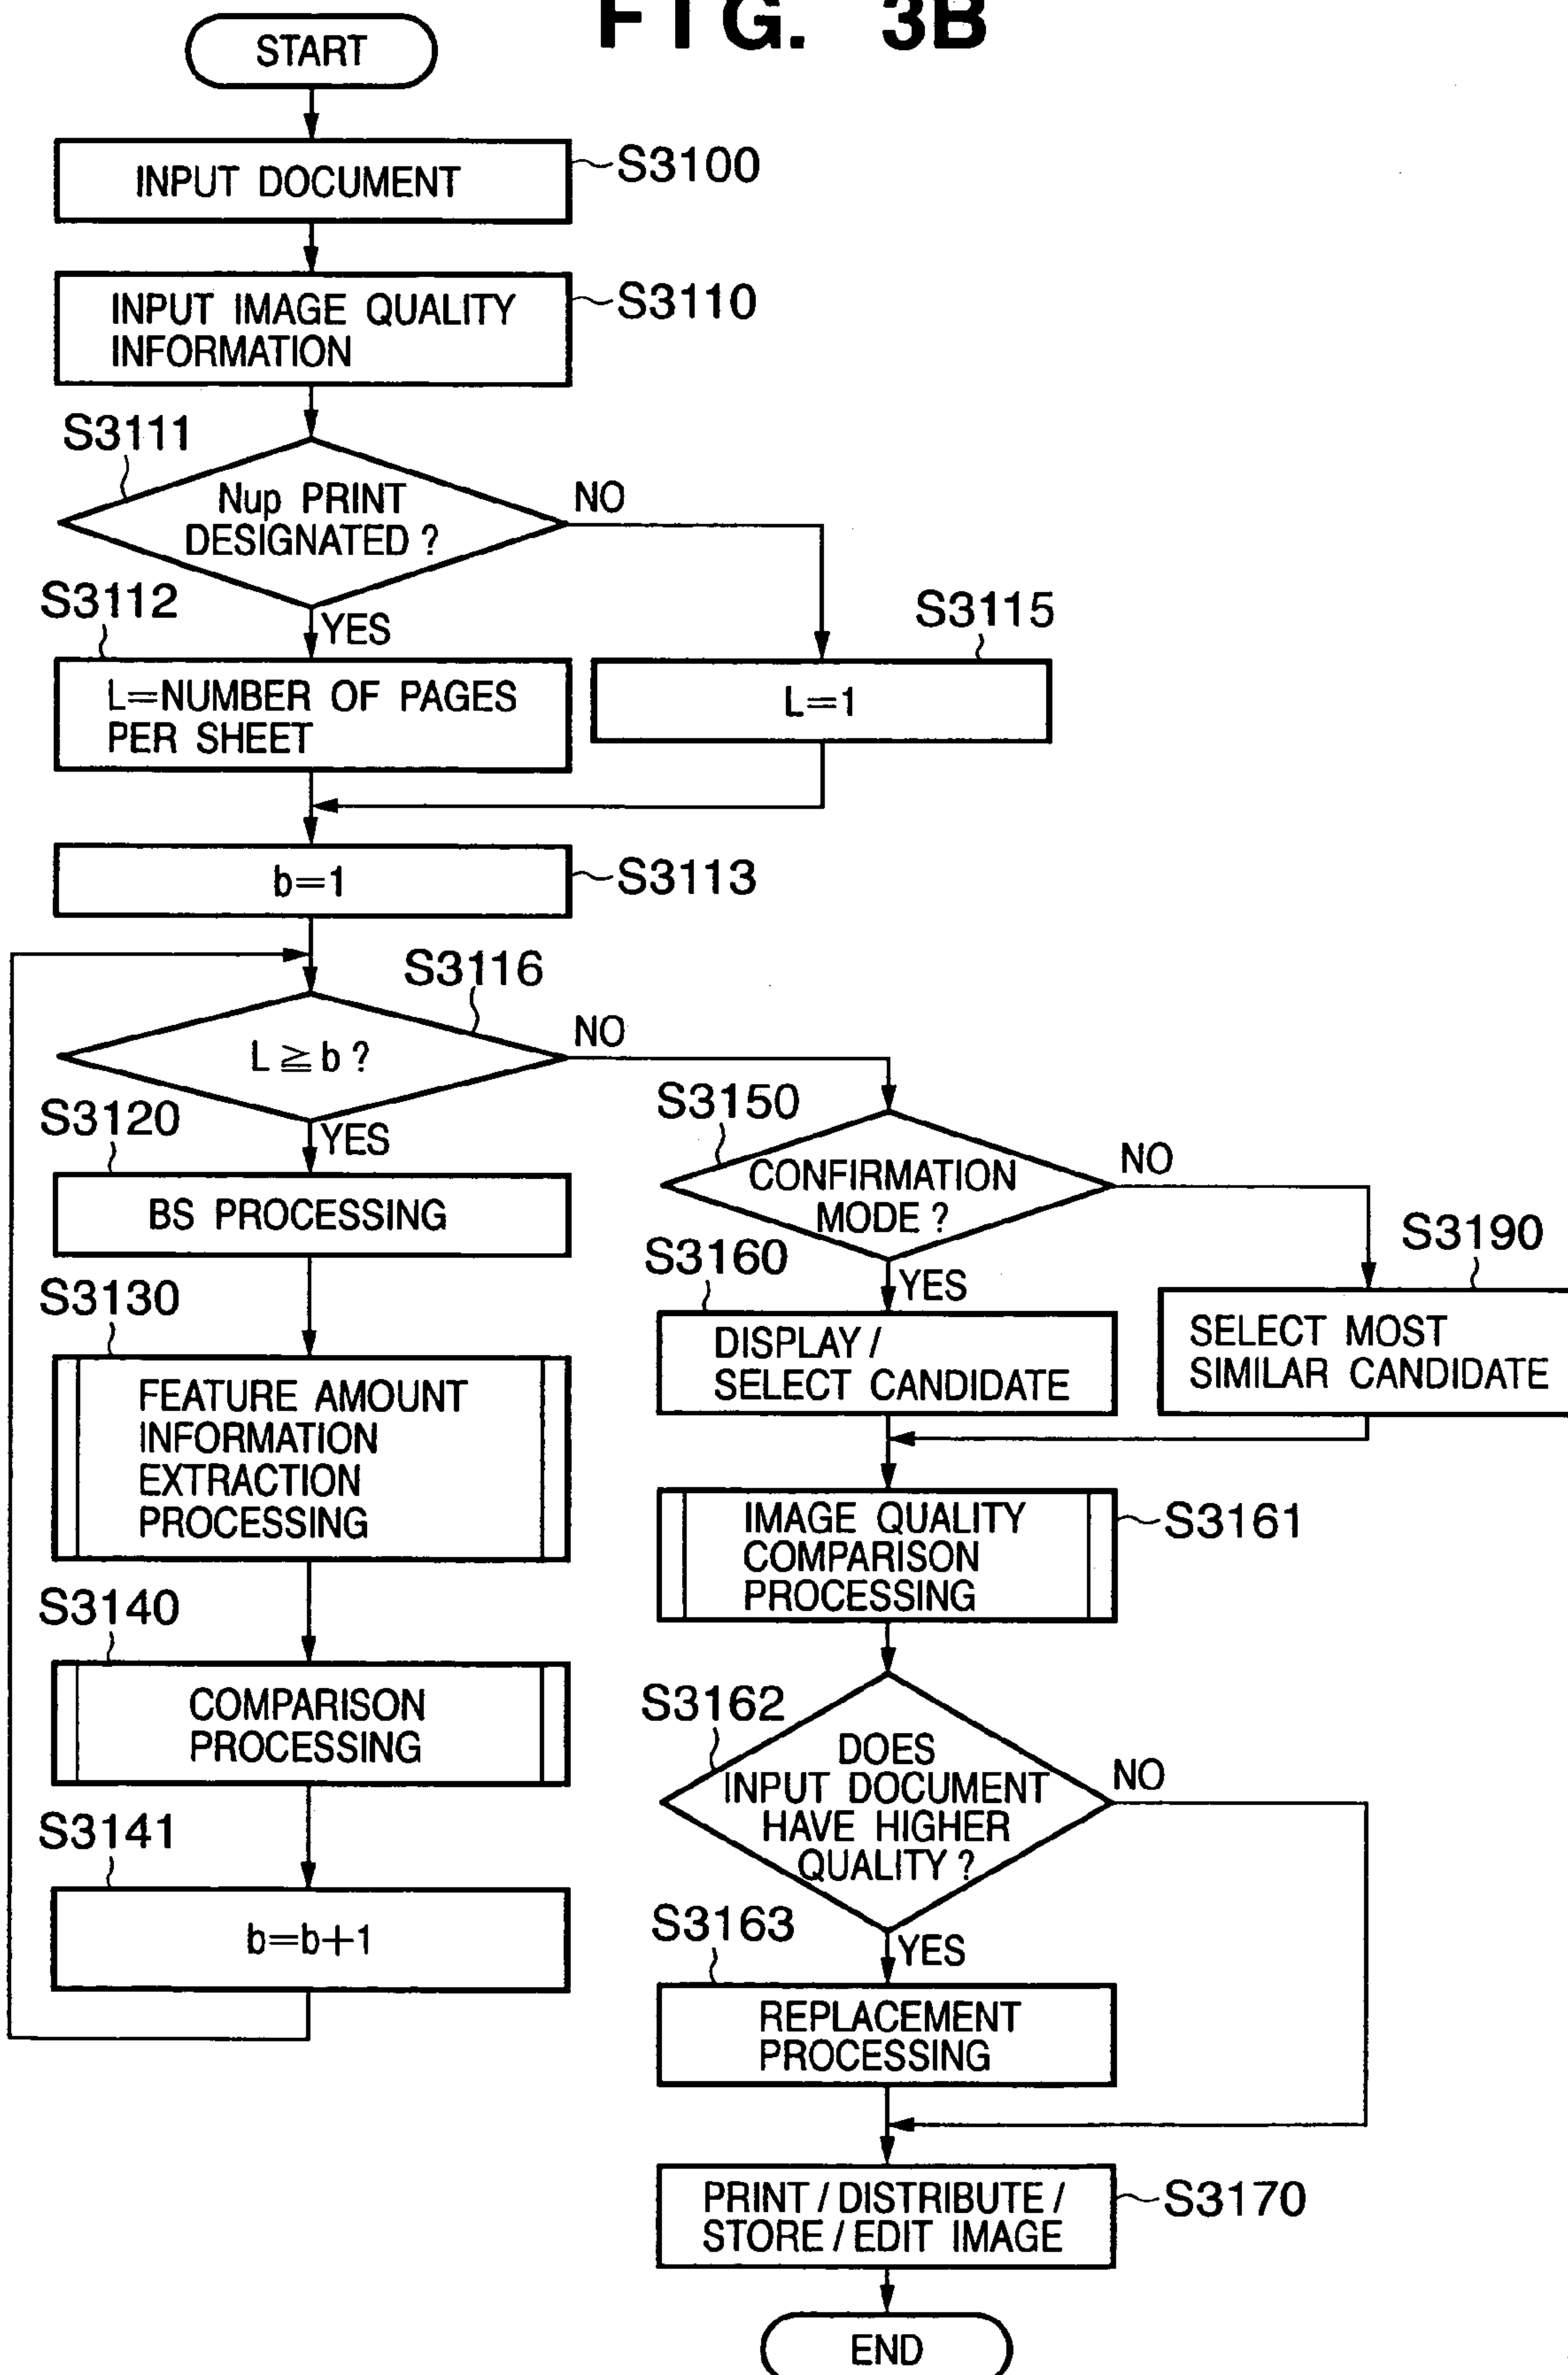 FIG. 3B
START
INPUT DOCUMENT
S3100
INPUT IMAGE QUALITY
INFORMATION
S3110
S3111
Nup PRINT
DESIGNATED ?
NO
S3112
YES
S3115
L=NUMBER OF PAGES
PER SHEET
L=1
b=1
S3113
S3116
L ≧ b ?
NO
S3120
YES
BS PROCESSING
S3130
FEATURE AMOUNT
INFORMATION
EXTRACTION
PROCESSING
S3140
COMPARISON
PROCESSING
S3141
b=b+1
S3150
CONFIRMATION
MODE ?
NO
S3160
YES
S3190
DISPLAY /
SELECT CANDIDATE
SELECT MOST
SIMILAR CANDIDATE
IMAGE QUALITY
COMPARISON
PROCESSING
S3161
S3162
DOES
INPUT DOCUMENT
HAVE HIGHER
QUALITY ?
NO
S3163
YES
REPLACEMENT
PROCESSING
PRINT / DISTRIBUTE /
STORE / EDIT IMAGE
S3170
END